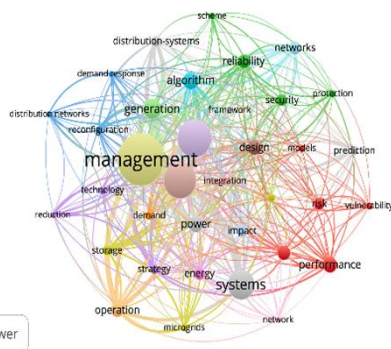 scheme
distribution-systems
networks
reliability
demand response
algorithm
protection
security
distribution networks
generation
framework
reconfiguration
design
models
prediction
management
integration
technology
reduction
demand
risk
vulnerability
power
impact
storage
strategy
energy
performance
systems
operation
microgrids
network
wer